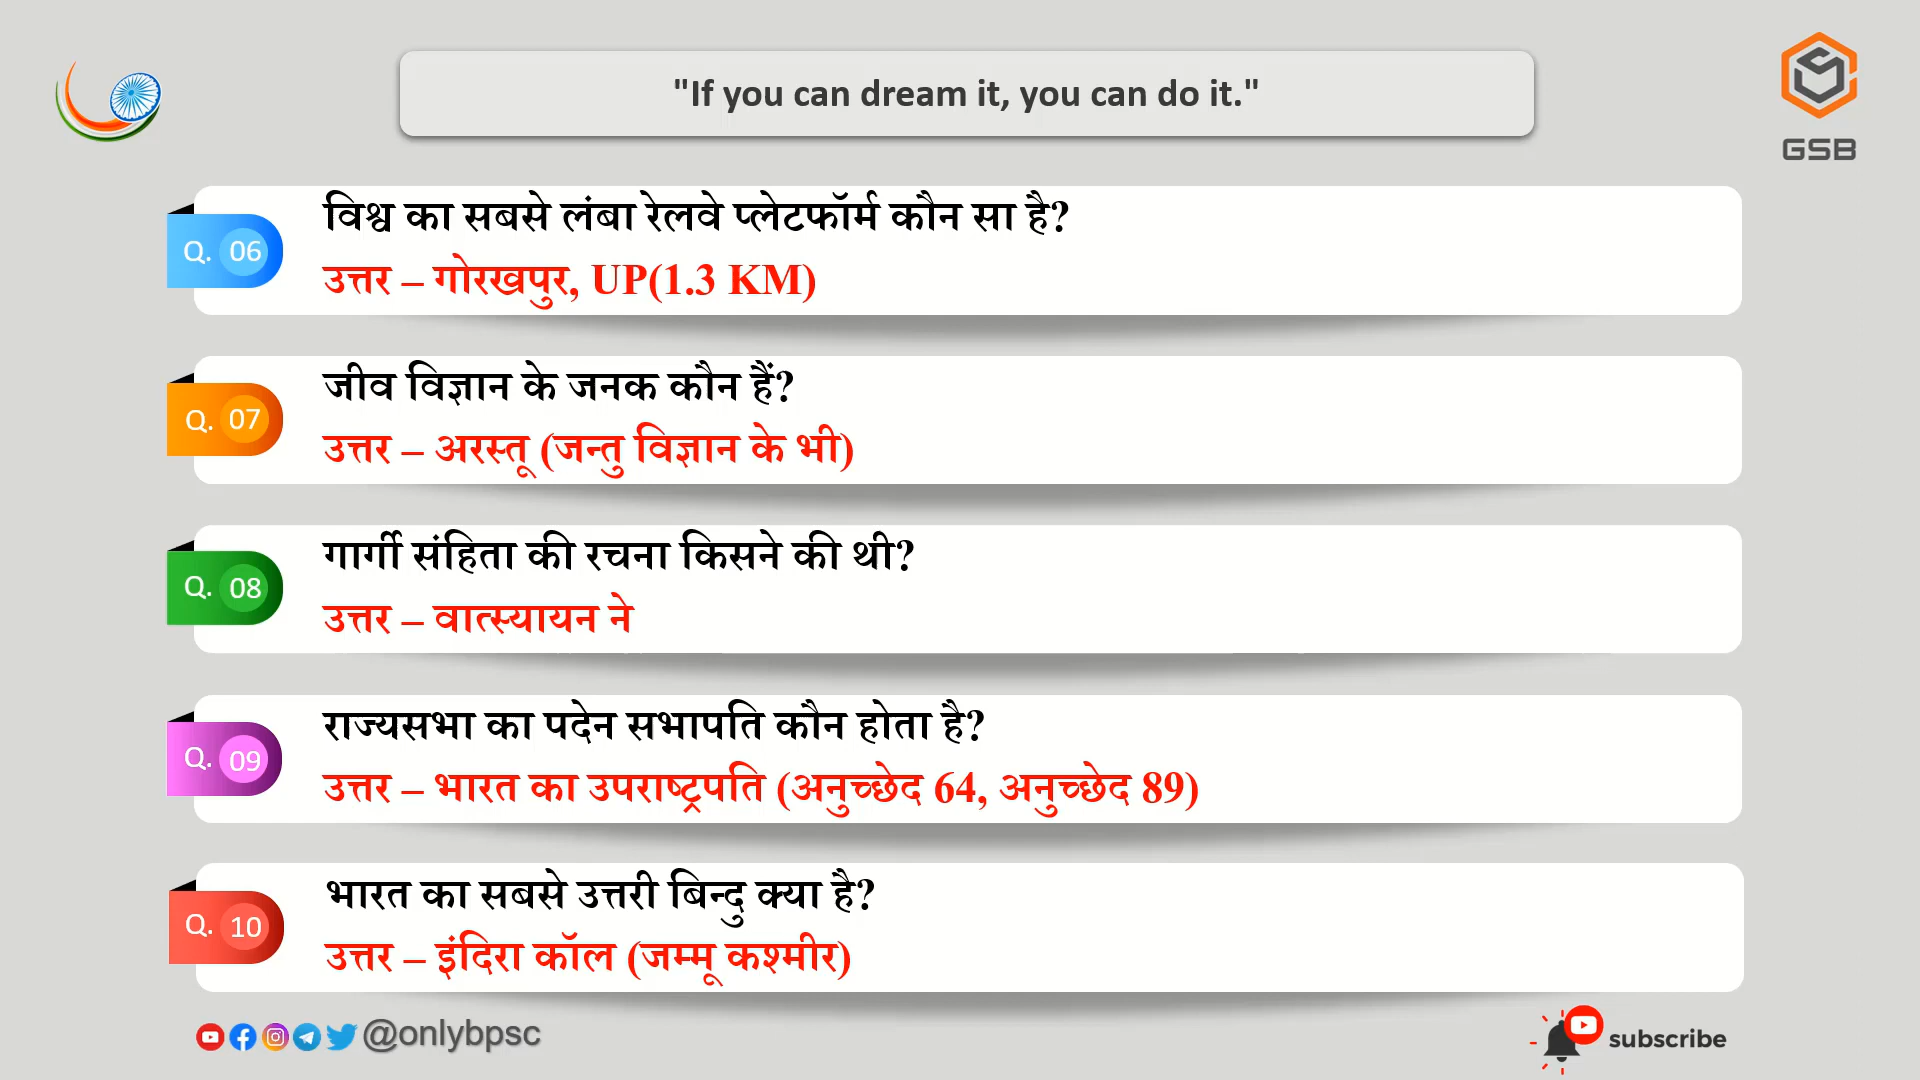 "If you can dream it, you can do it."
GSB
Q. 06
विश्व का सबसे लंबा रेलवे प्लेटफॉर्म कौन सा है?
उत्तर – गोरखपुर, UP(1.3 KM)
Q. 07
जीव विज्ञान के जनक कौन हैं?
उत्तर – अरस्तू (जन्तु विज्ञान के भी)
Q. 08
गार्गी संहिता की रचना किसने की थी?
उत्तर – वात्स्यायन ने
Q. 09
राज्यसभा का पदेन सभापति कौन होता है?
उत्तर – भारत का उपराष्ट्रपति (अनुच्छेद 64, अनुच्छेद 89)
Q. 10
भारत का सबसे उत्तरी बिन्दु क्या है?
उत्तर – इंदिरा कॉल (जम्मू कश्मीर)
@onlybpsc
subscribe